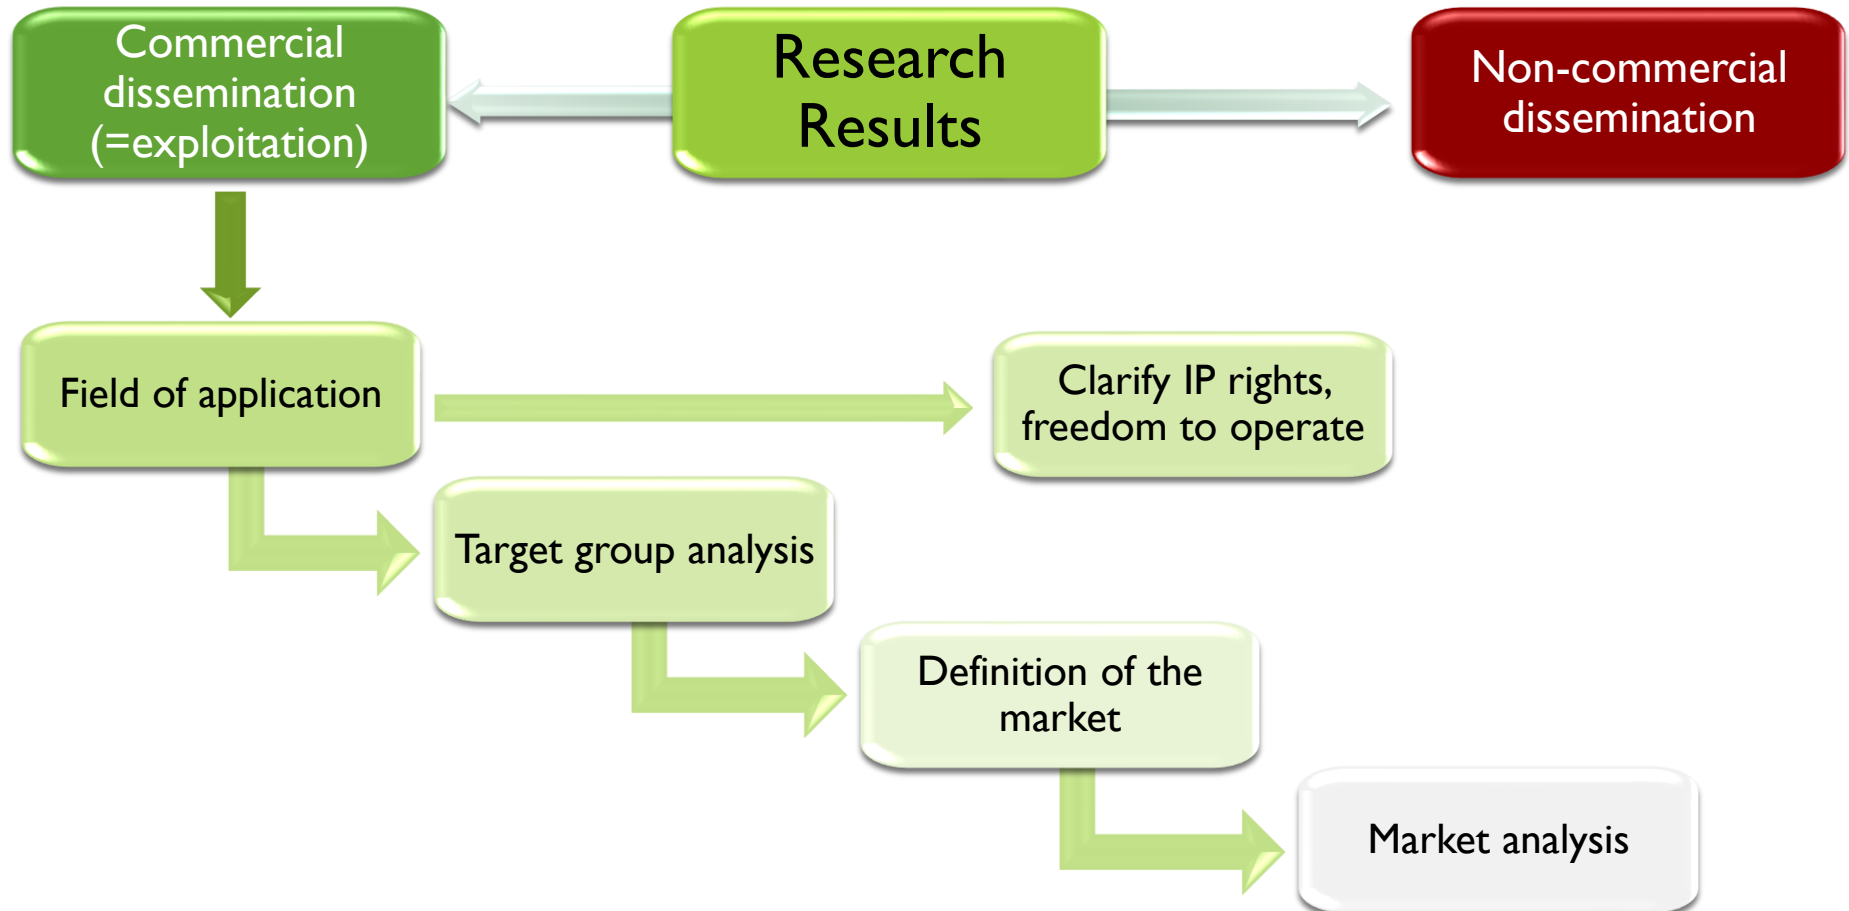 Commercial
dissemination
(=exploitation)
Research
Results
Non-commercial
dissemination
Field of application
Clarify IP rights,
freedom to operate
Target group analysis
Definition of the
market
Market analysis